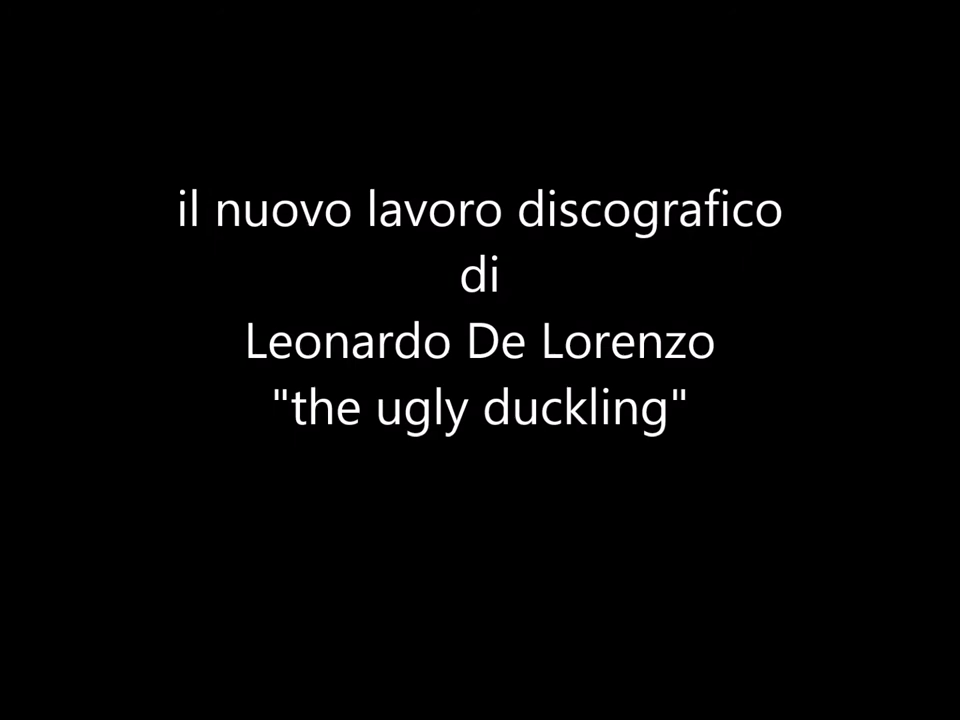 il nuovo lavoro discografico
di
Leonardo De Lorenzo
"the ugly duckling"